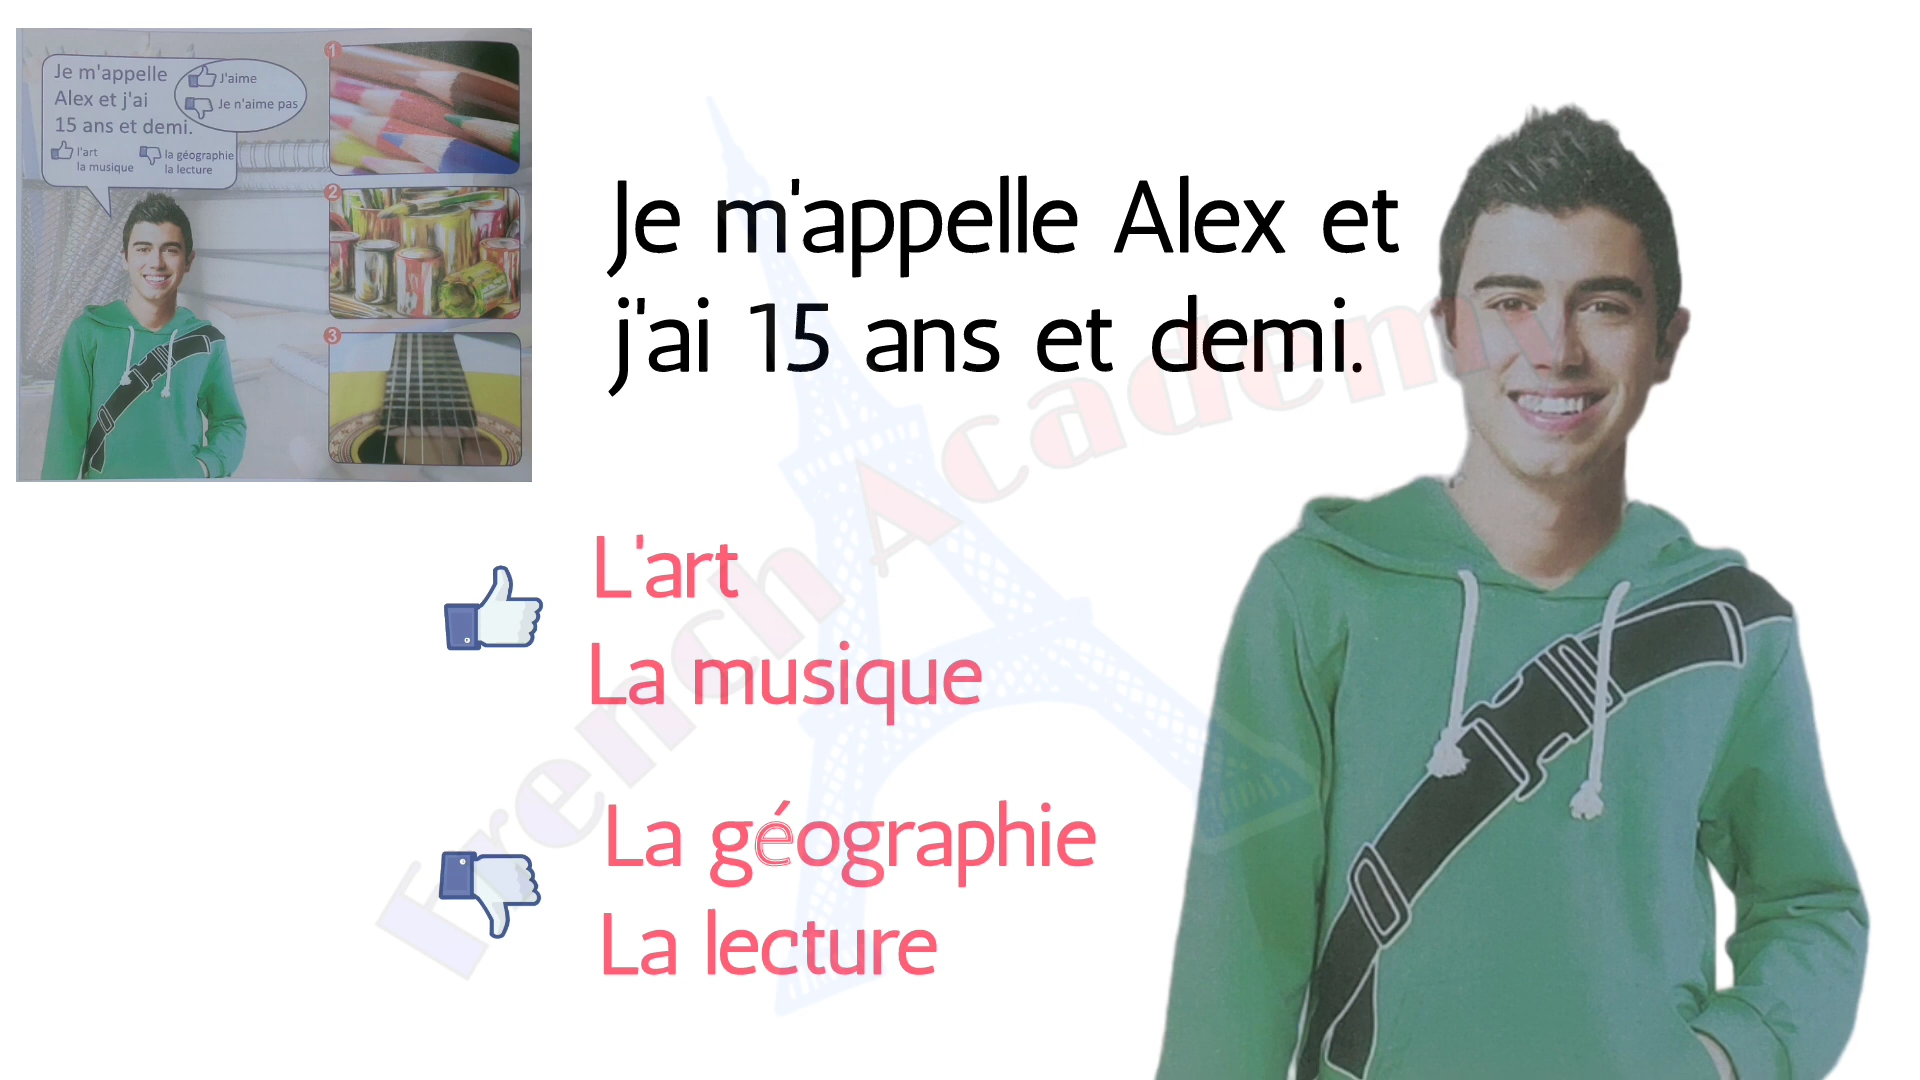 Je m'appelle
Alex et j'ai
15 ans et demi.
J'aime
Je n'aime pas
l'art
la musique
la géographie
la lecture
1
2
3
Je m'appelle Alex et
j'ai 15 ans et demi.
L'art
La musique
La géographie
La lecture
French Academy